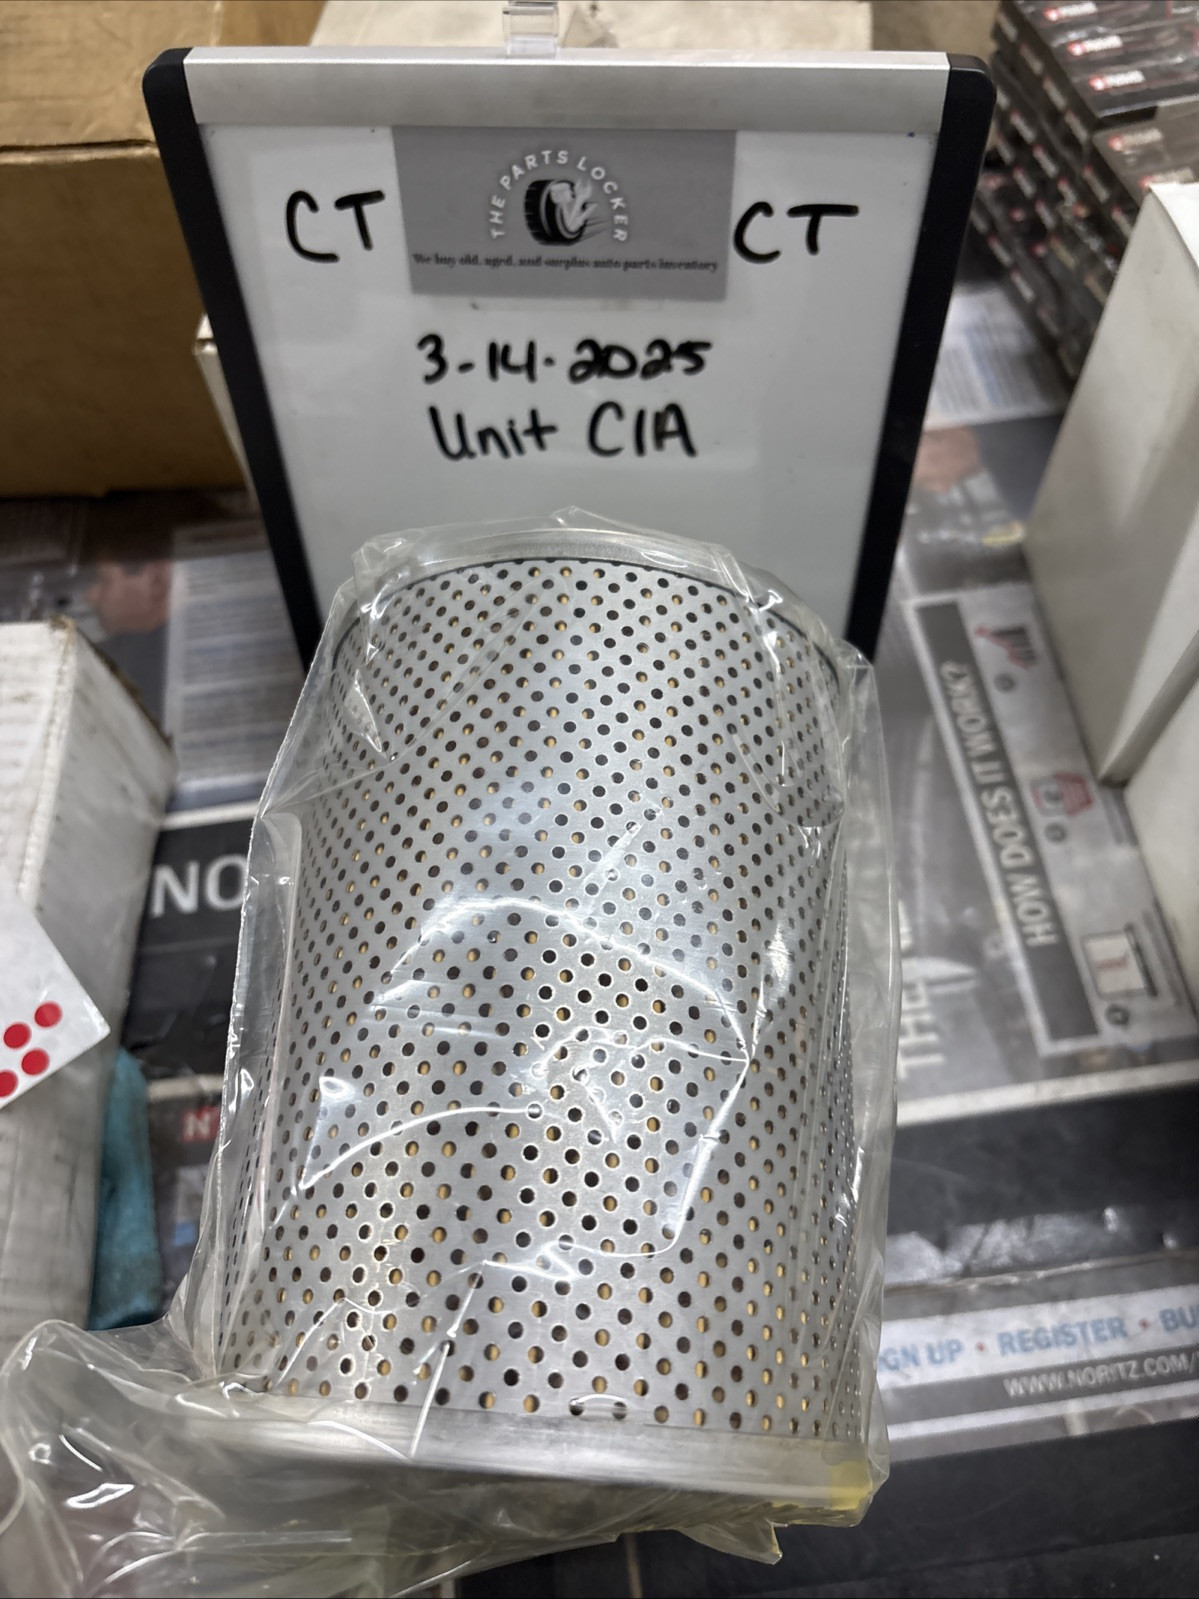 THE PARTS LOCKER
CT
CT
We buy old, aged, and surplus auto parts inventory
3-14-2025
Unit C1A
HOW DOES IT WORK?
NO
GN UP • REGISTER • BU
WWW.NORITZ.COM/